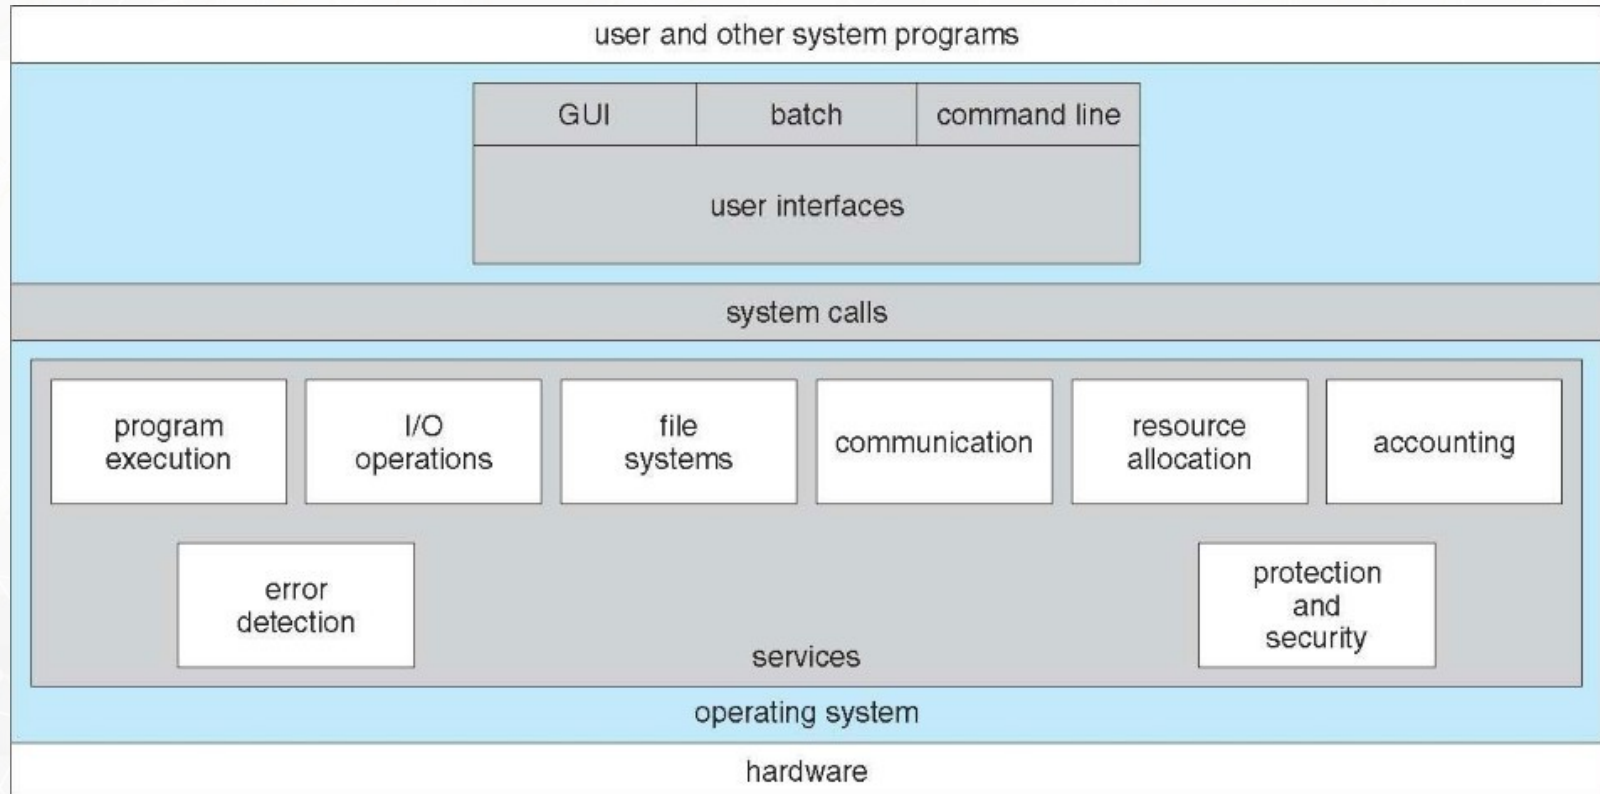 user and other system programs
GUI
batch
command line
user interfaces
system calls
program
execution
I/O
operations
file
systems
communication
resource
allocation
accounting
error
detection
protection
and
security
services
operating system
hardware